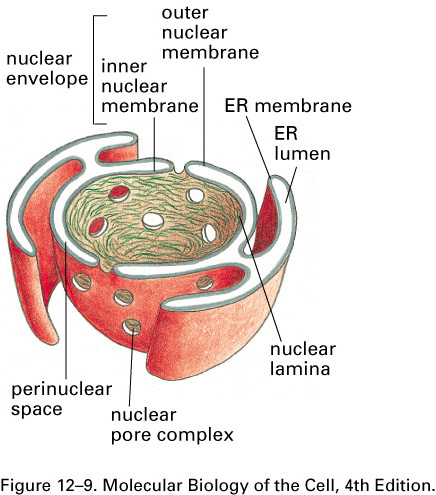 outer
nuclear
membrane
nuclear
envelope
inner
nuclear
membrane
ER membrane
ER
lumen
nuclear
lamina
perinuclear
space
nuclear
pore complex
Figure 12–9. Molecular Biology of the Cell, 4th Edition.